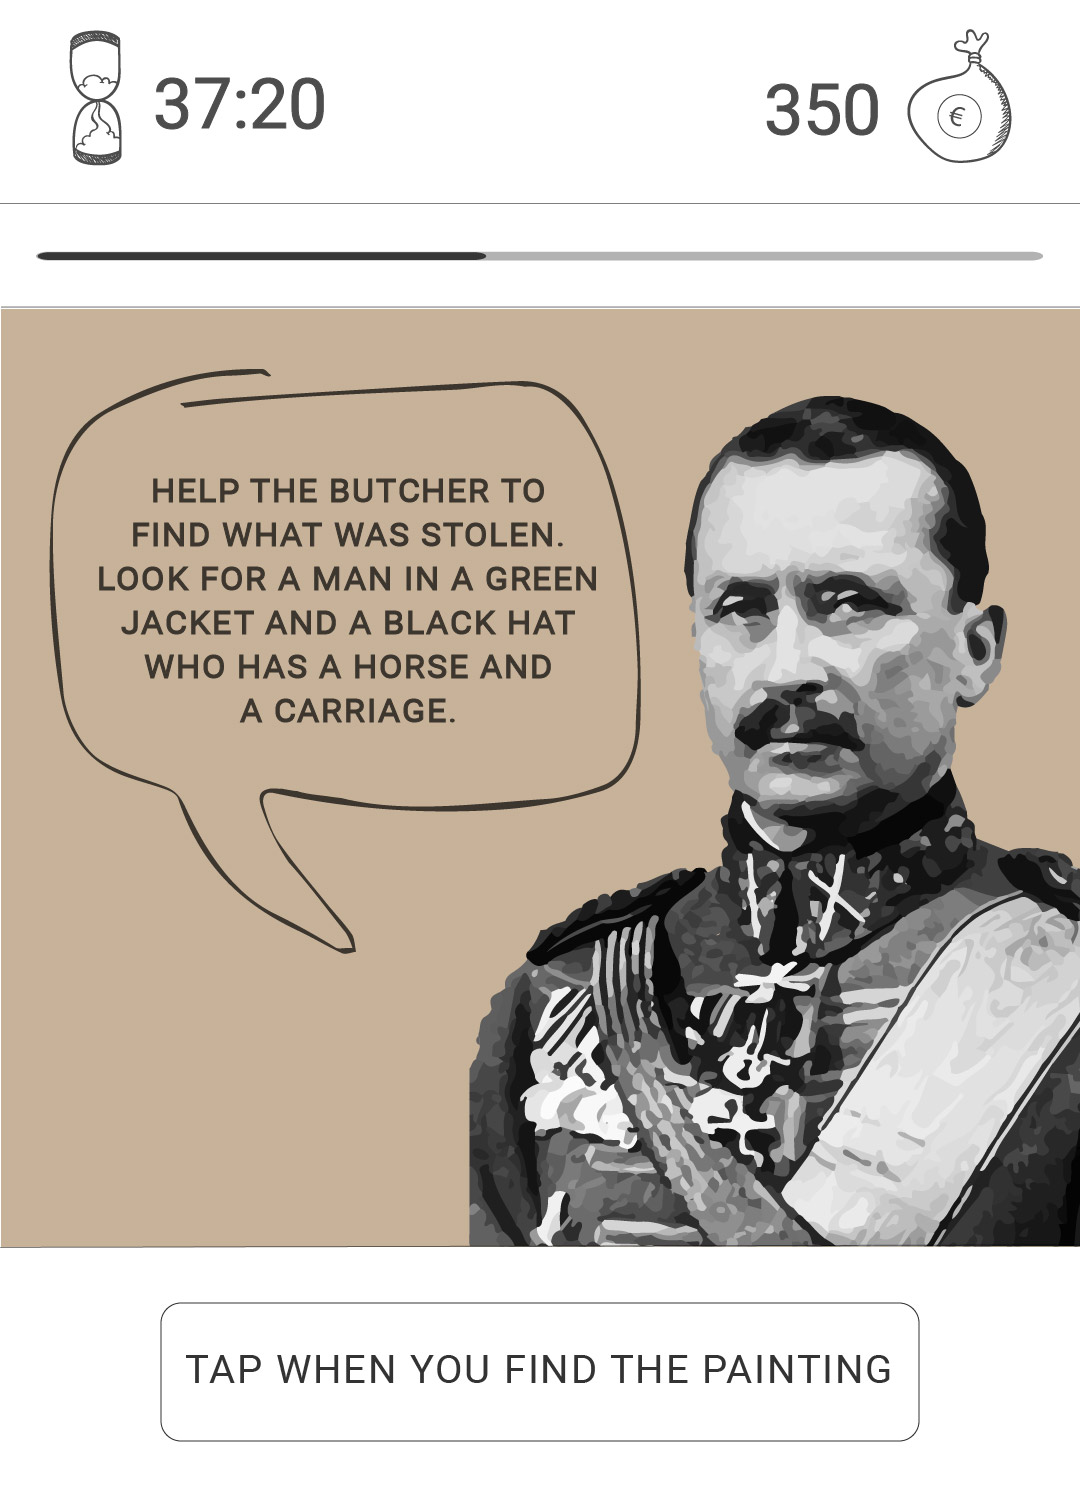 37:20
350
€
HELP THE BUTCHER TO
FIND WHAT WAS STOLEN.
LOOK FOR A MAN IN A GREEN
JACKET AND A BLACK HAT
WHO HAS A HORSE AND
A CARRIAGE.
TAP WHEN YOU FIND THE PAINTING